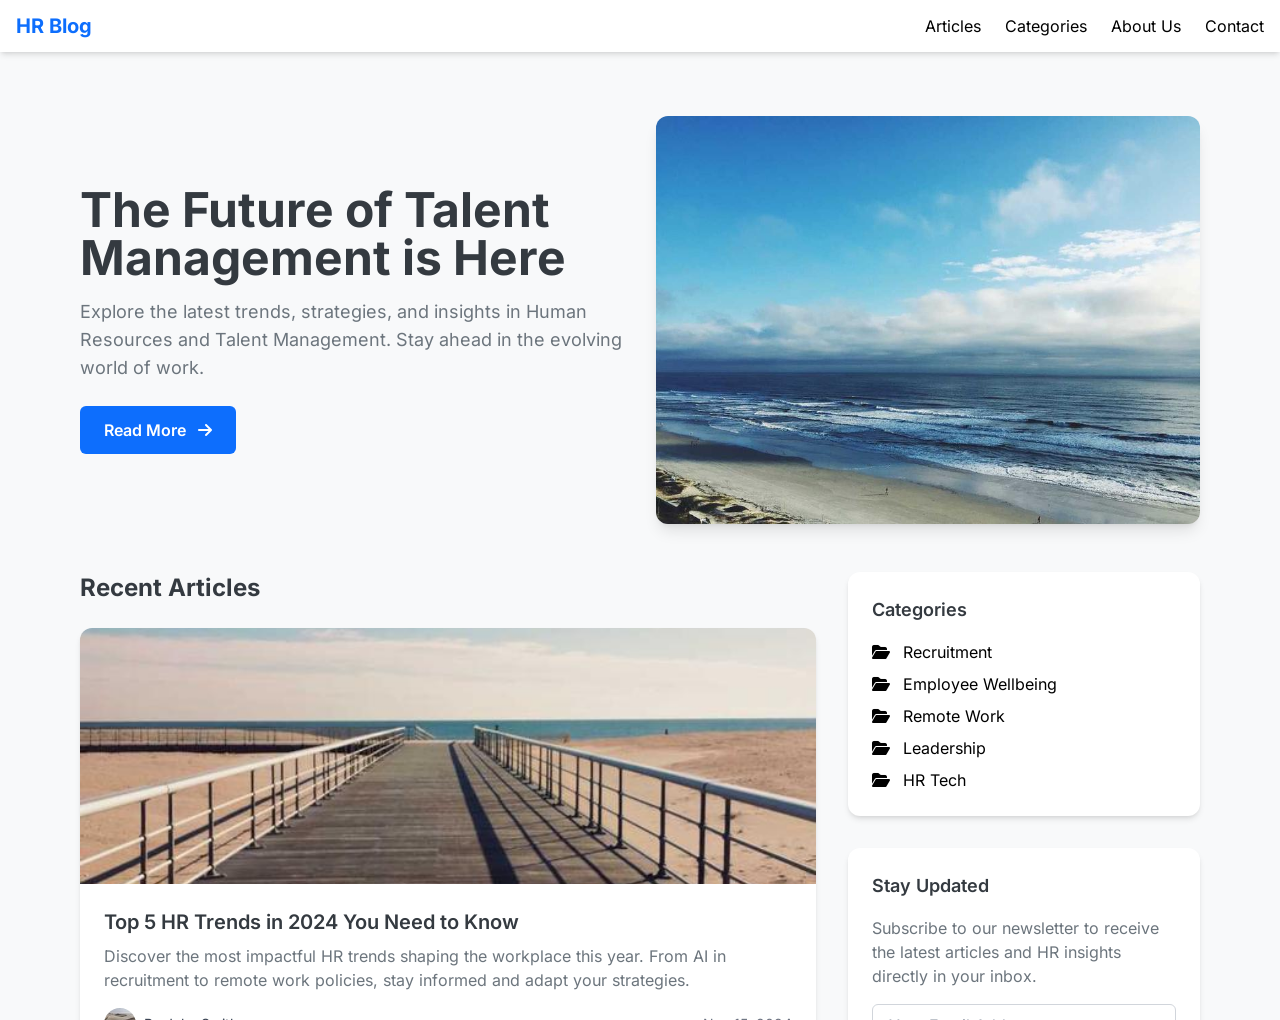 HR Blog
Articles
Categories
About Us
Contact
The Future of Talent
Management is Here
Explore the latest trends, strategies, and insights in Human
Resources and Talent Management. Stay ahead in the evolving
world of work.
Read More
Recent Articles
Top 5 HR Trends in 2024 You Need to Know
Discover the most impactful HR trends shaping the workplace this year. From AI in
recruitment to remote work policies, stay informed and adapt your strategies.
Categories
Recruitment
Employee Wellbeing
Remote Work
Leadership
HR Tech
Stay Updated
Subscribe to our newsletter to receive
the latest articles and HR insights
directly in your inbox.